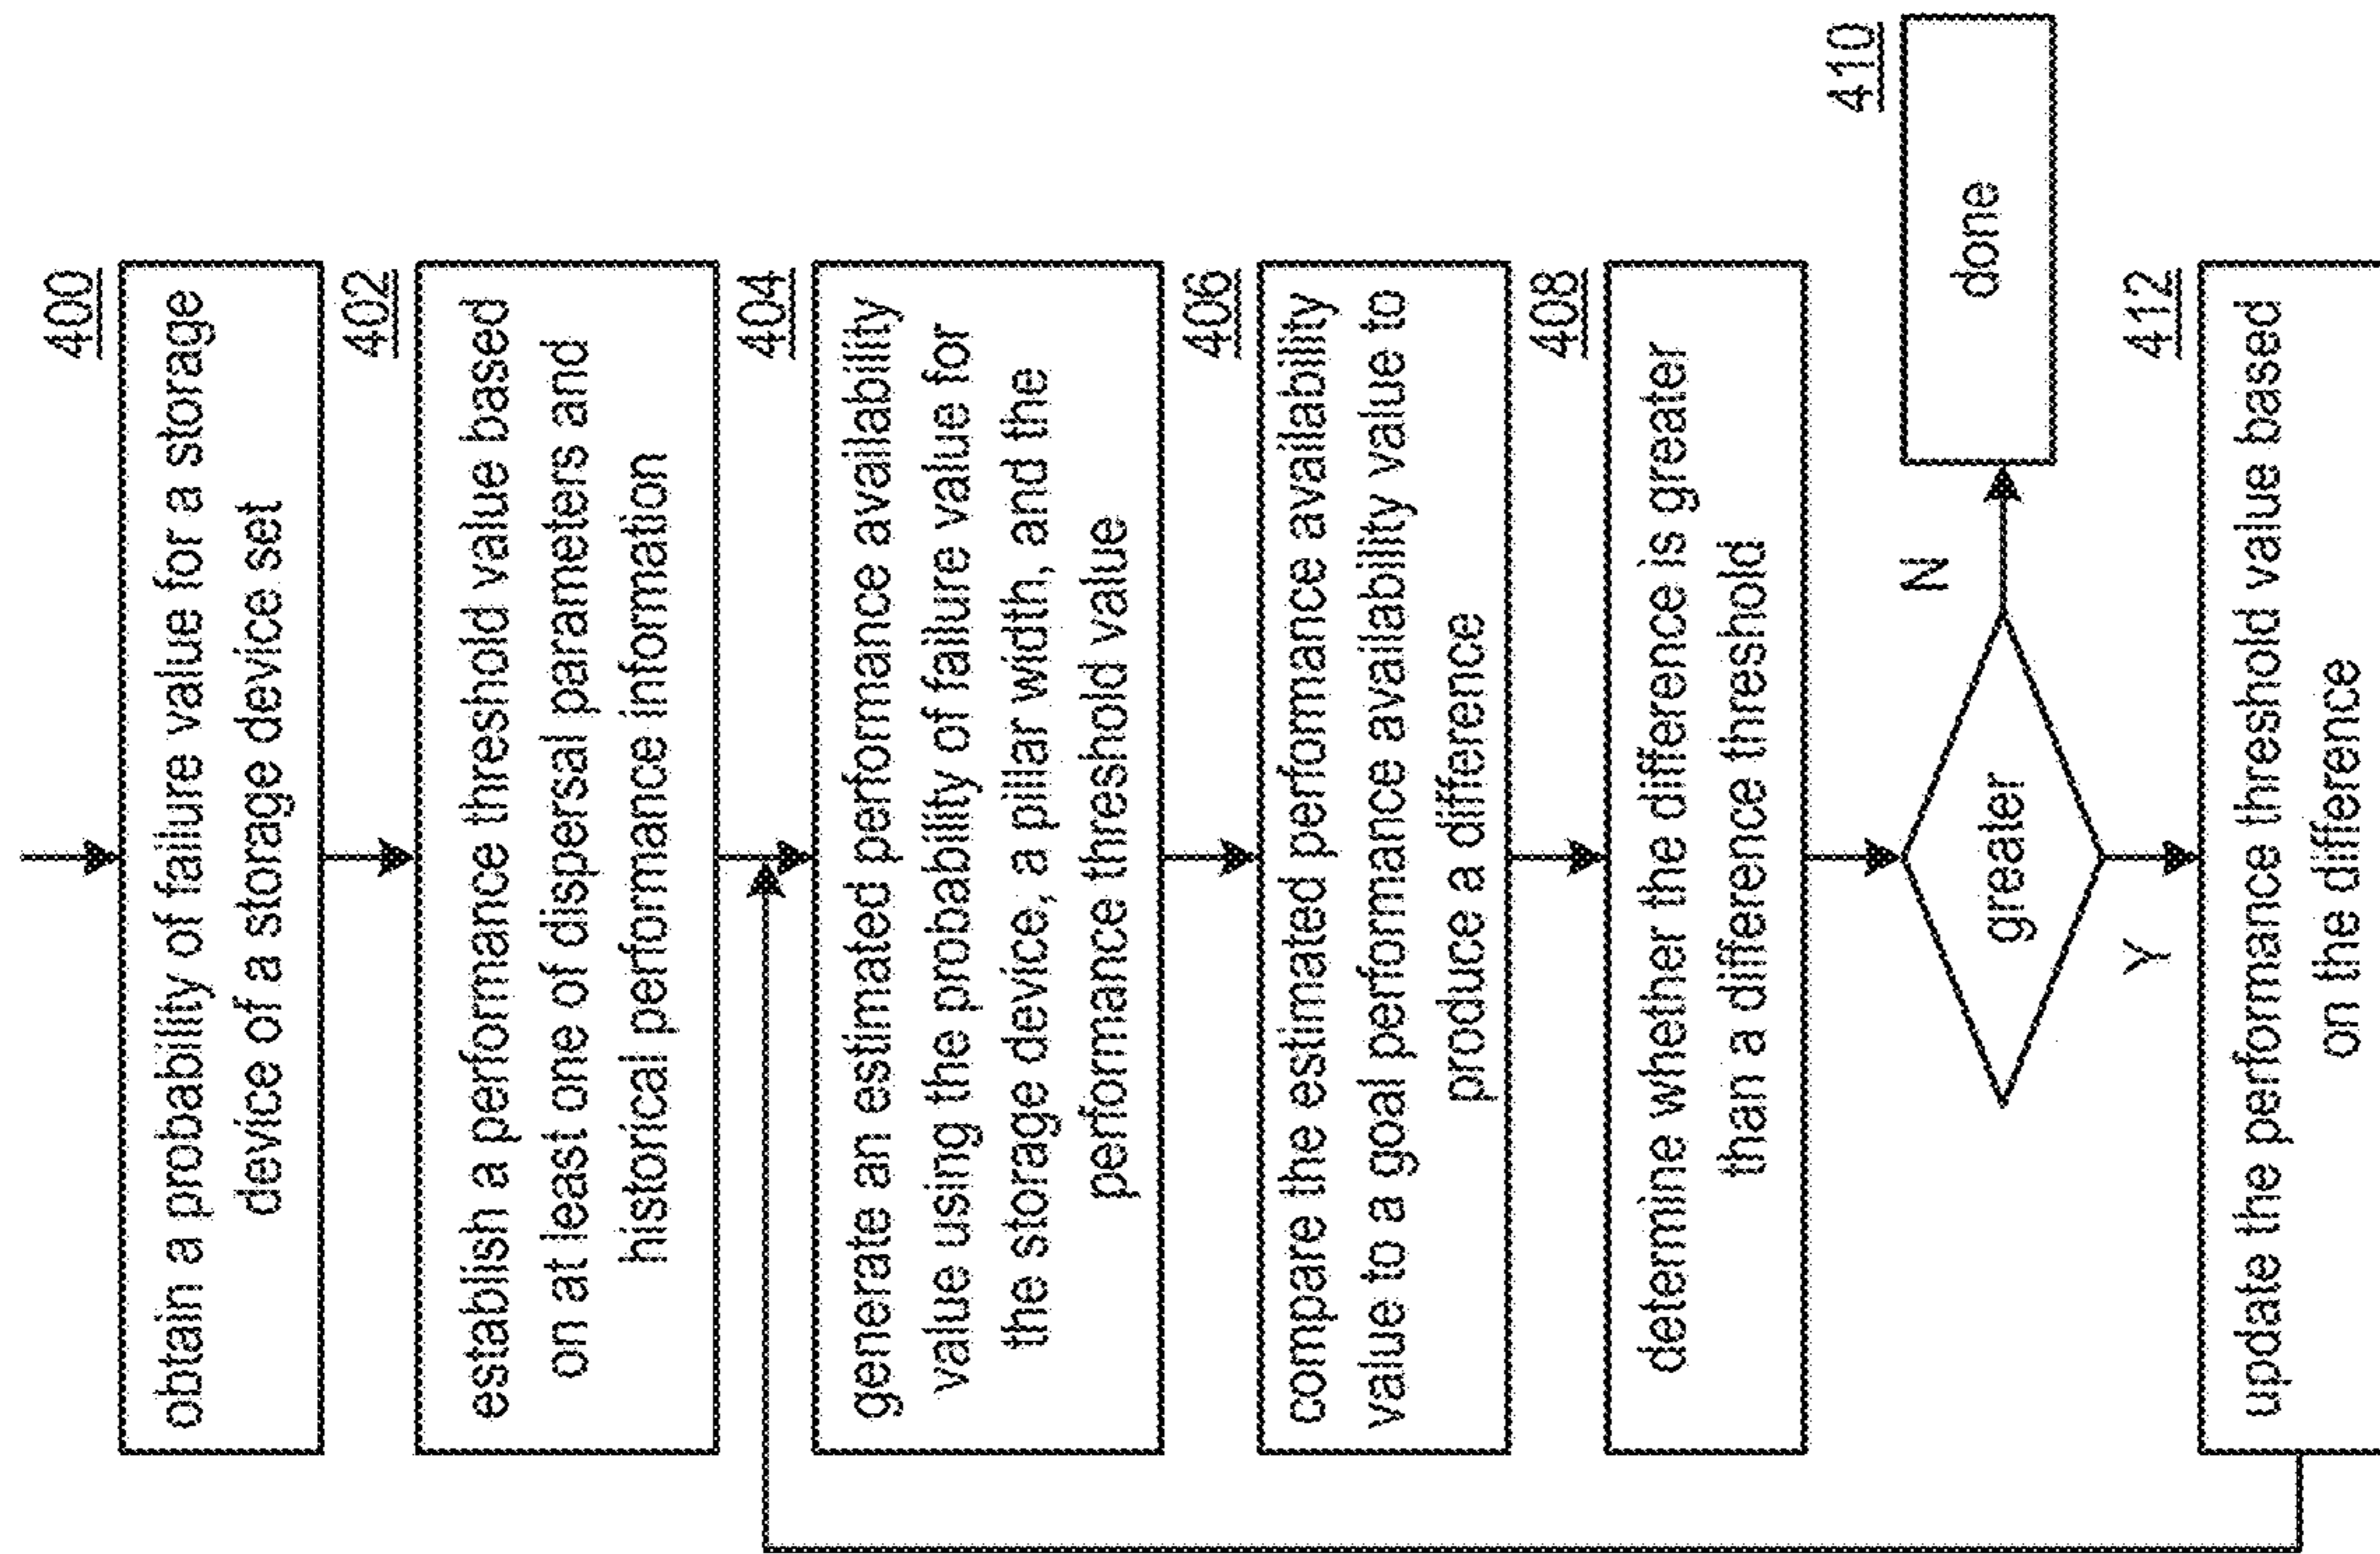 400
obtain a probability of failure value for a storage
device of a storage device set
402
establish a performance threshold value based
on at least one of dispersal parameters and
historical performance information
404
generate an estimated performance availability
value using the probability of failure value for
the storage device, a pillar width, and the
performance threshold value
406
compare the estimated performance availability
value to a goal performance availability value to
produce a difference
408
determine whether the difference is greater
than a difference threshold
greater
N
410
done
Y
412
update the performance threshold value based
on the difference